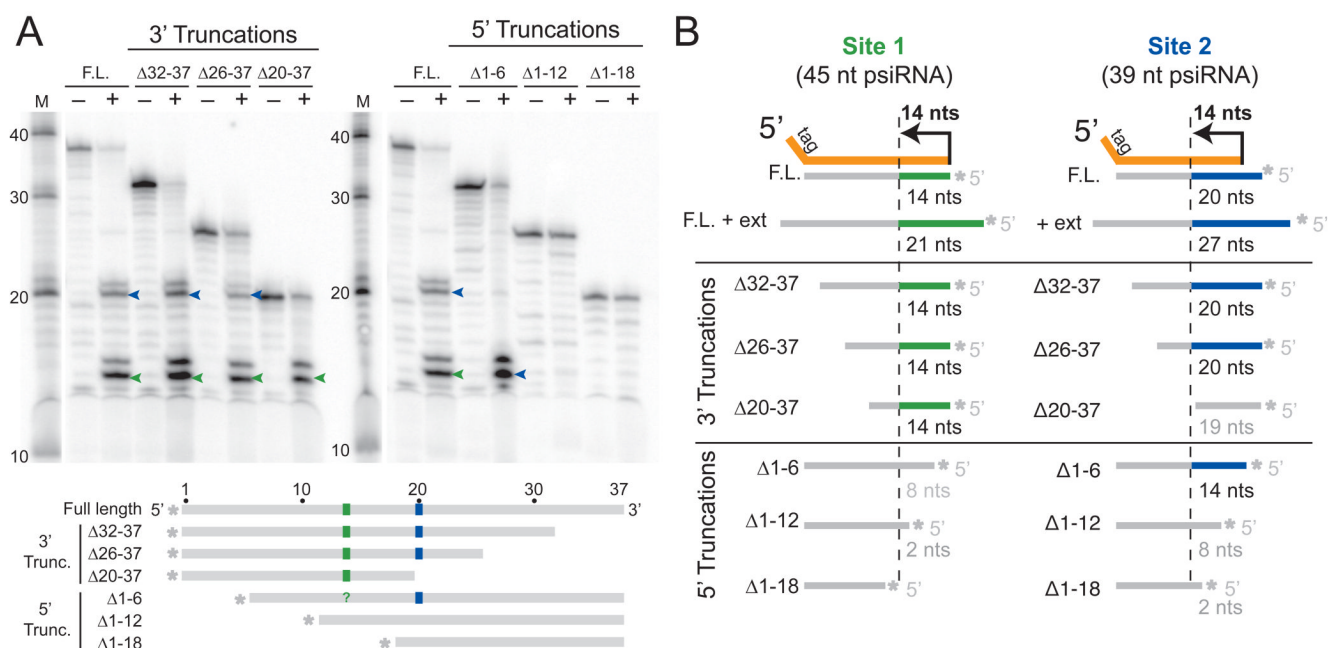 A
3' Truncations
5' Truncations
F.L. Δ32-37 Δ26-37 Δ20-37
F.L. Δ1-6 Δ1-12 Δ1-18
M − + − + − + − +
M − + − + − + − +
40
30
20
10
40
30
20
10
1 10 20 30 37
Full length 5' * 3'
3' Trunc.
Δ32-37 *
Δ26-37 *
Δ20-37 *
5' Trunc.
Δ1-6 * ?
Δ1-12 *
Δ1-18 *
B
Site 1
(45 nt psiRNA)
Site 2
(39 nt psiRNA)
5' tag 14 nts
5' tag 14 nts
F.L. * 5'
14 nts
F.L. * 5'
20 nts
F.L. + ext * 5'
21 nts
+ ext * 5'
27 nts
3' Truncations
Δ32-37 * 5'
14 nts
Δ32-37 * 5'
20 nts
Δ26-37 * 5'
14 nts
Δ26-37 * 5'
20 nts
Δ20-37 * 5'
14 nts
Δ20-37 * 5'
19 nts
5' Truncations
Δ1-6 * 5'
8 nts
Δ1-6 * 5'
14 nts
Δ1-12 * 5'
2 nts
Δ1-12 * 5'
8 nts
Δ1-18 * 5'
Δ1-18 * 5'
2 nts